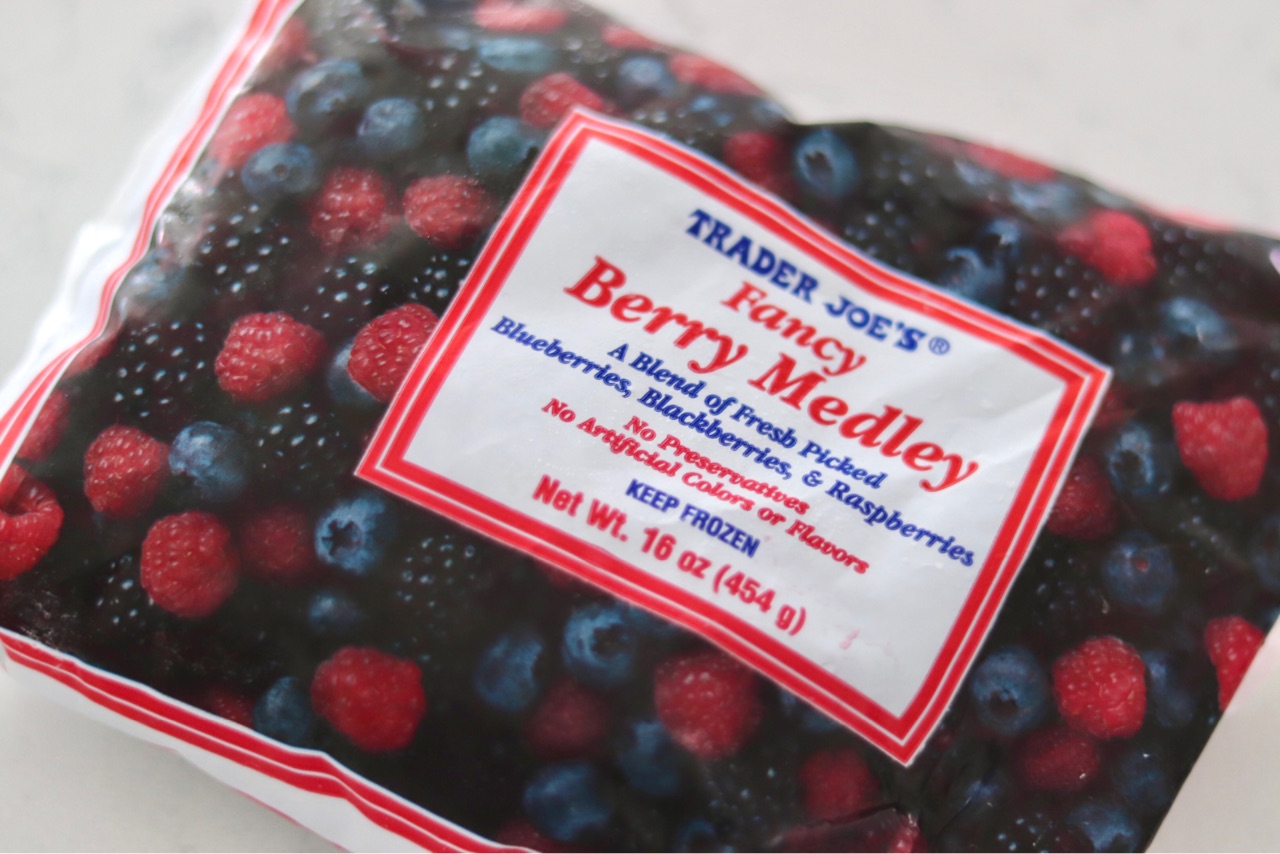 TRADER JOE'S®
Fancy
Berry Medley
A Blend of Fresh Picked
Blueberries, Blackberries, & Raspberries
No Preservatives
No Artificial Colors or Flavors
KEEP FROZEN
Net Wt. 16 oz (454 g)